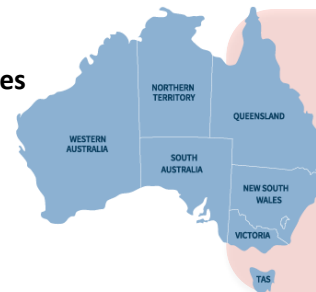 es
NORTHERN
TERRITORY
QUEENSLAND
WESTERN
AUSTRALIA
SOUTH
AUSTRALIA
NEW SOUTH
WALES
VICTORIA
TAS